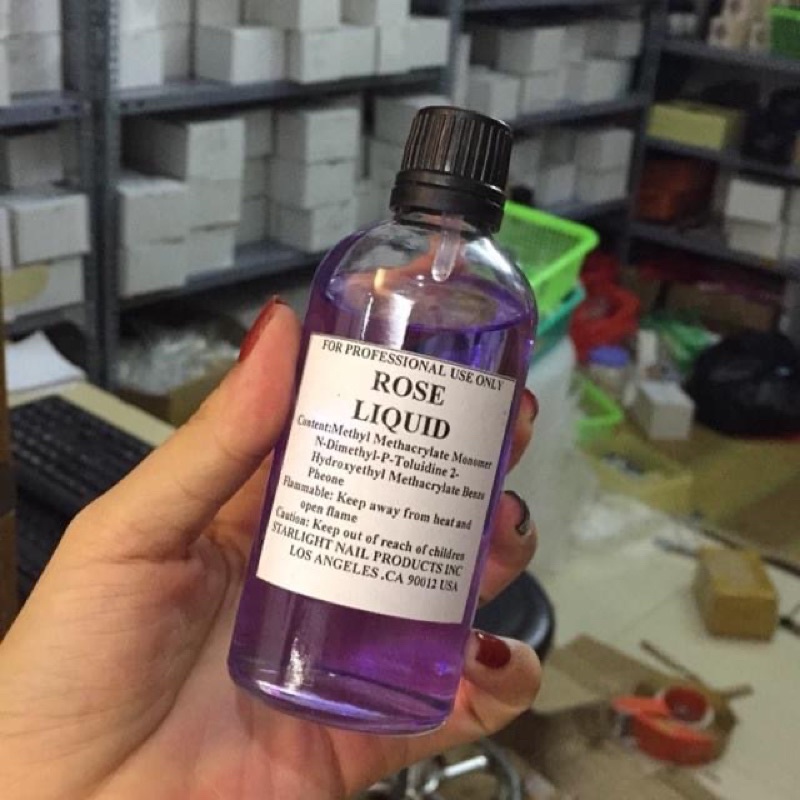 FOR PROFESSIONAL USE ONLY
ROSE
LIQUID
Content:Methyl Methacrylate Monomer
N-Dimethyl-P-Toluidine 2-
Hydroxyethyl Methacrylate Benzo
Pheone
Flammable: Keep away from heat and
open flame
Caution: Keep out of reach of children
STARLIGHT NAIL PRODUCTS INC
LOS ANGELES .CA 90012 USA